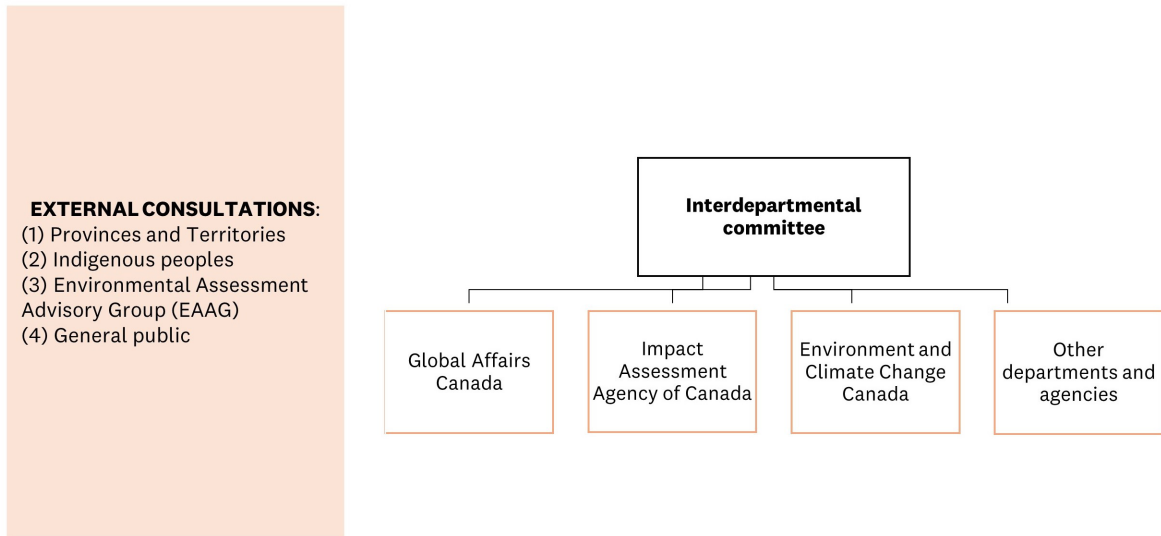 EXTERNAL CONSULTATIONS:
(1) Provinces and Territories
(2) Indigenous peoples
(3) Environmental Assessment
Advisory Group (EAAG)
(4) General public
Interdepartmental
committee
Global Affairs
Canada
Impact
Assessment
Agency of Canada
Environment and
Climate Change
Canada
Other
departments and
agencies